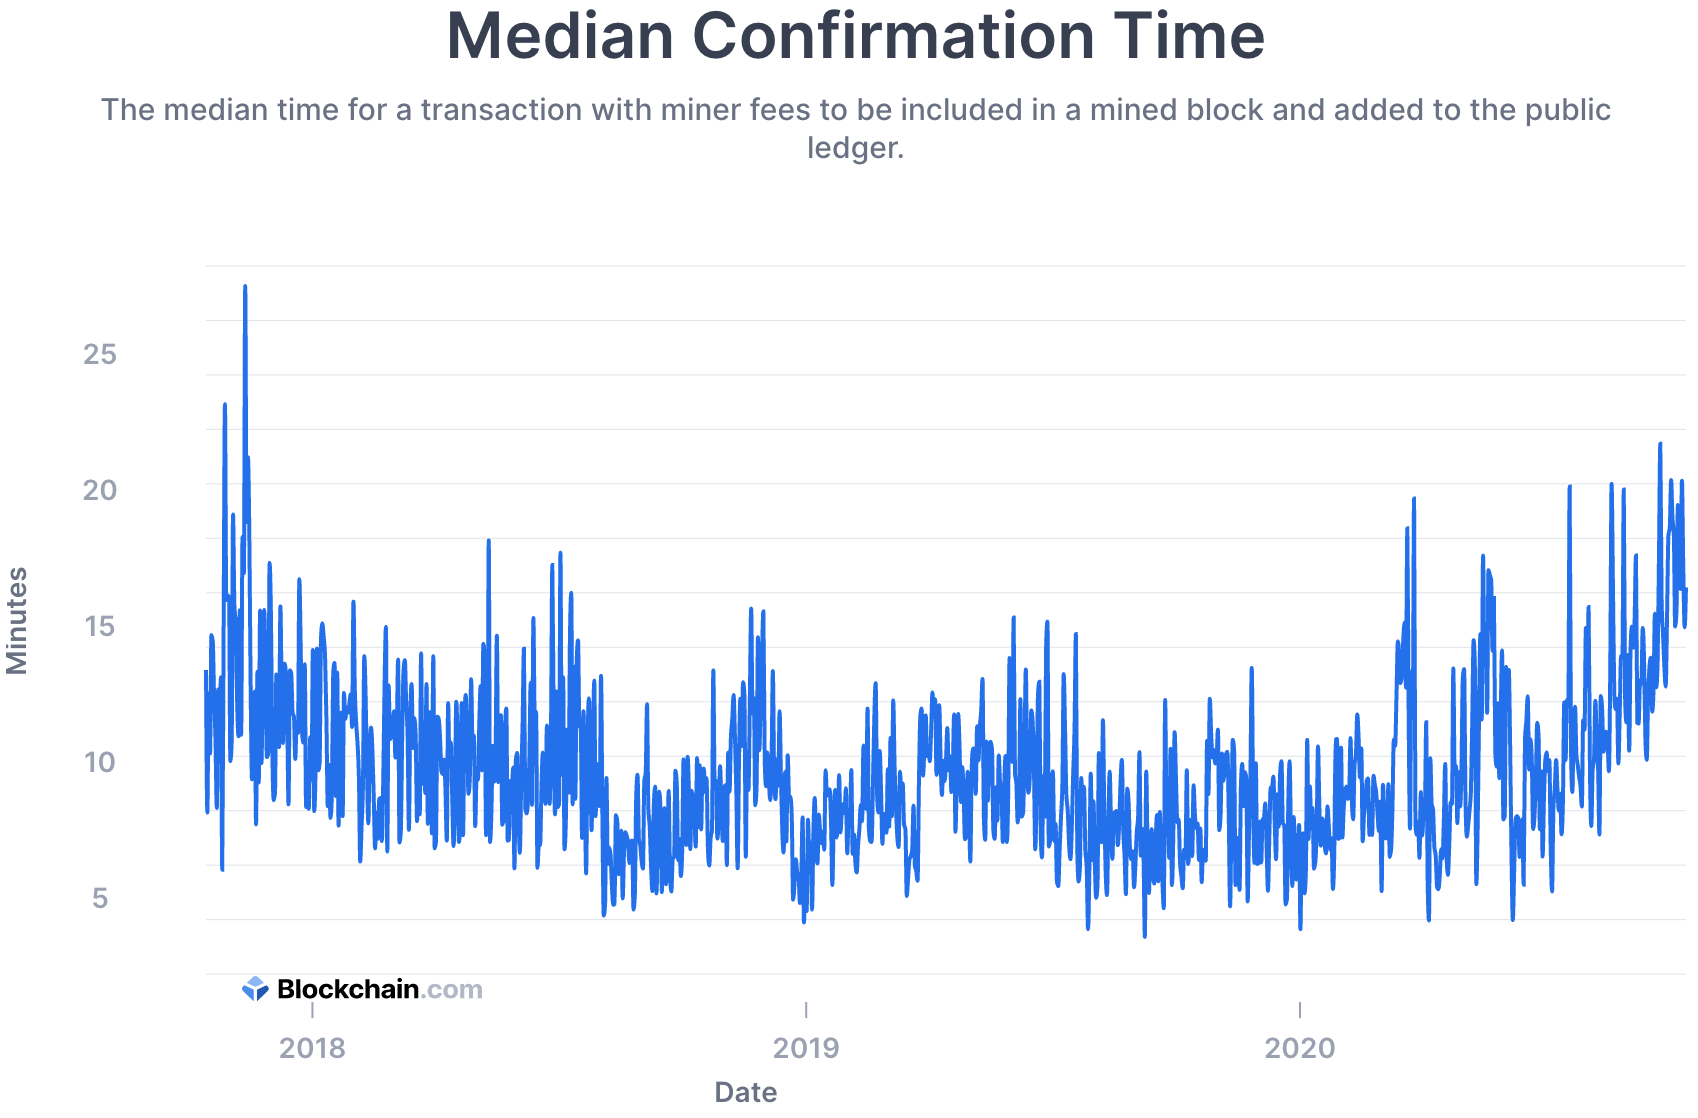 Median Confirmation Time
The median time for a transaction with miner fees to be included in a mined block and added to the public
ledger.
25
20
15
10
5
Minutes
Blockchain.com
2018
2019
2020
Date